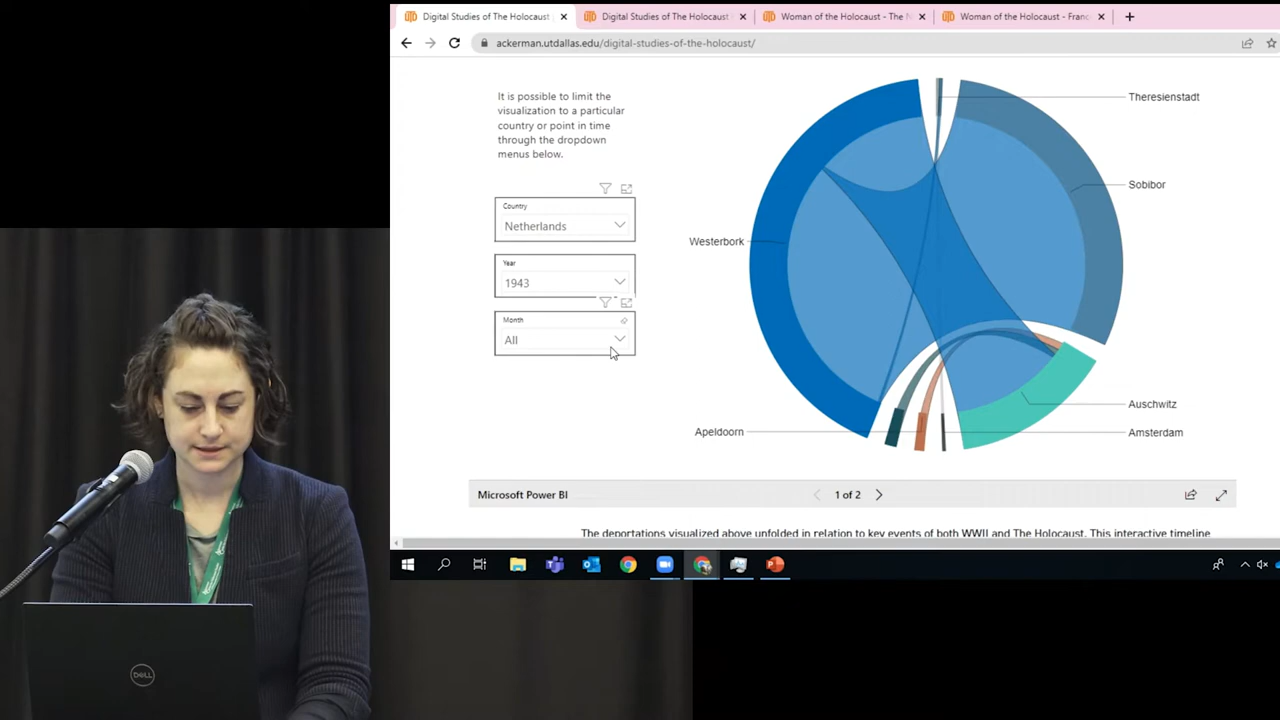 Digital Studies of The Holocaust
Digital Studies of The Holocaust
Woman of the Holocaust - The N
Woman of the Holocaust - Franc
ackerman.utdallas.edu/digital-studies-of-the-holocaust/
It is possible to limit the
visualization to a particular
country or point in time
through the dropdown
menus below.
Country
Netherlands
Year
1943
Month
All
Theresienstadt
Sobibor
Westerbork
Auschwitz
Apeldoorn
Amsterdam
Microsoft Power BI
1 of 2
The deportations visualized above unfolded in relation to key events of both WWII and The Holocaust. This interactive timeline
DELL